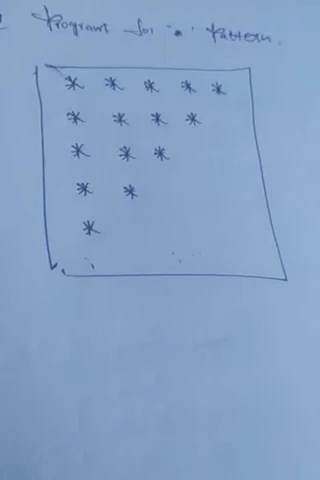 Program for Pattern.
* * * * *
* * * *
* * *
* *
*